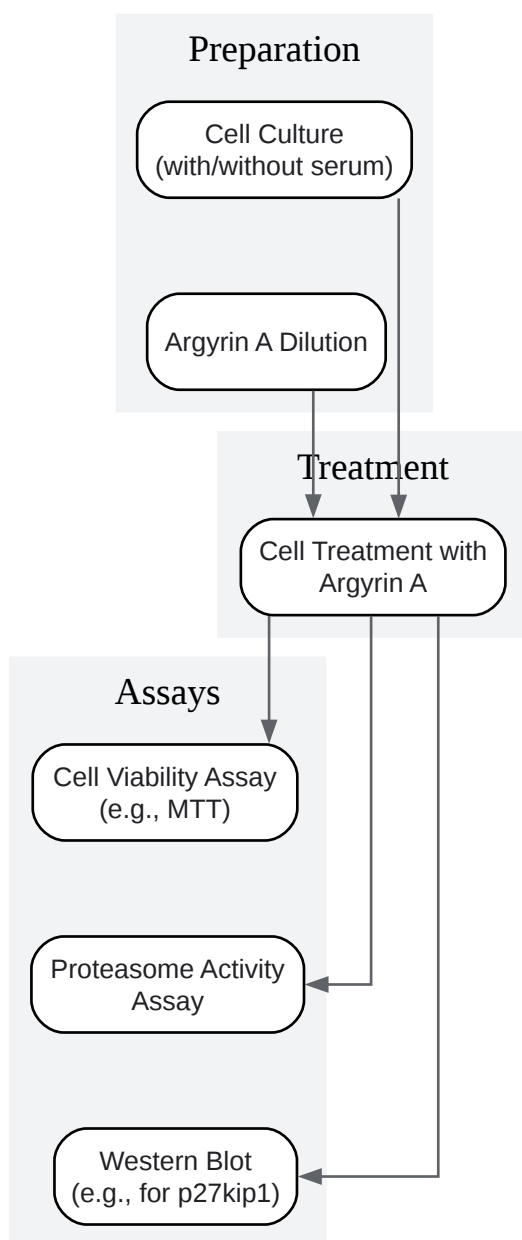 Preparation
Cell Culture
(with/without serum)
Argyrin A Dilution
Treatment
Cell Treatment with
Argyrin A
Assays
Cell Viability Assay
(e.g., MTT)
Proteasome Activity
Assay
Western Blot
(e.g., for p27kip1)